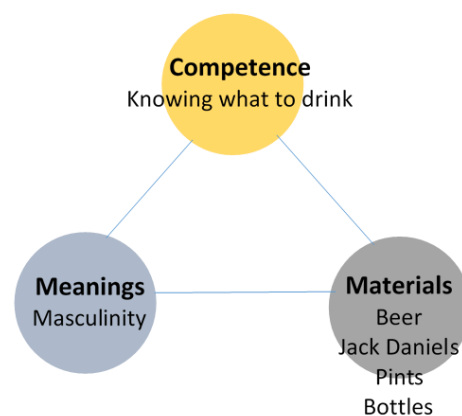 Competence
Knowing what to drink
Meanings
Masculinity
Materials
Beer
Jack Daniels
Pints
Bottles